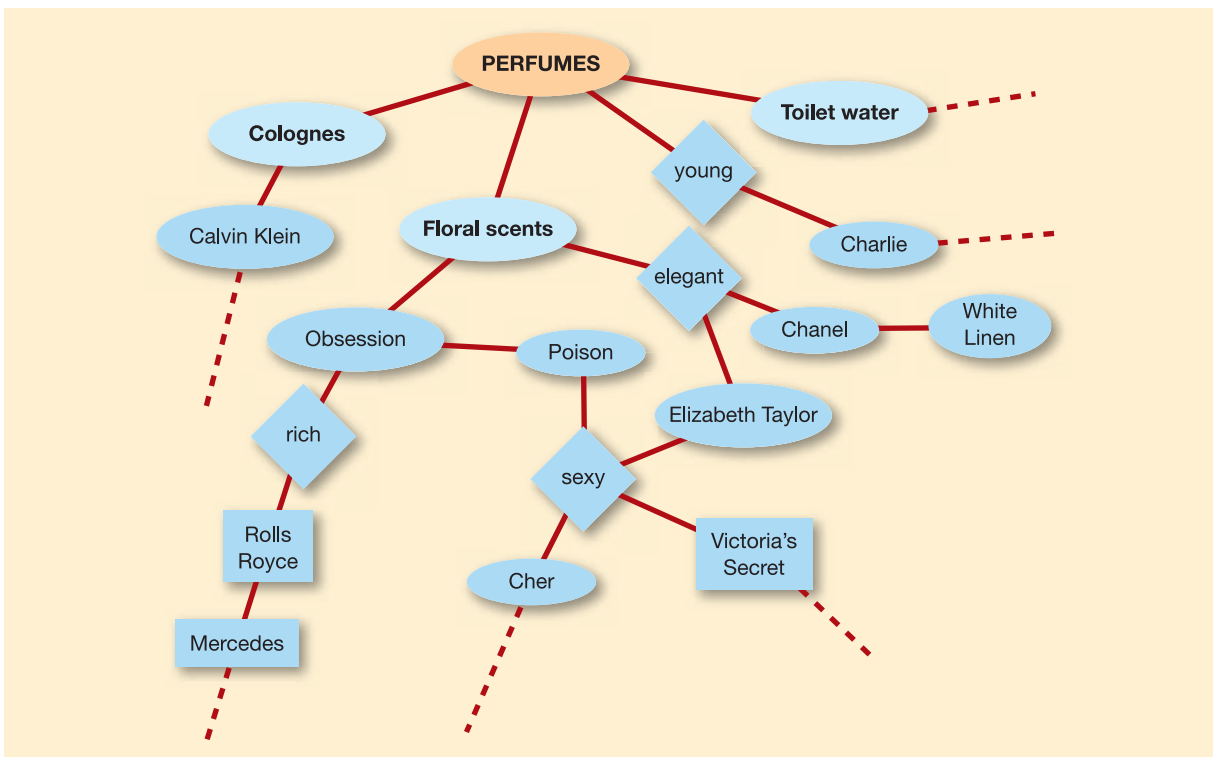 PERFUMES
Toilet water
Colognes
young
Floral scents
Calvin Klein
Charlie
elegant
White
Linen
Chanel
Obsession
Poison
Elizabeth Taylor
rich
sexy
Rolls
Royce
Victoria's
Secret
Cher
Mercedes